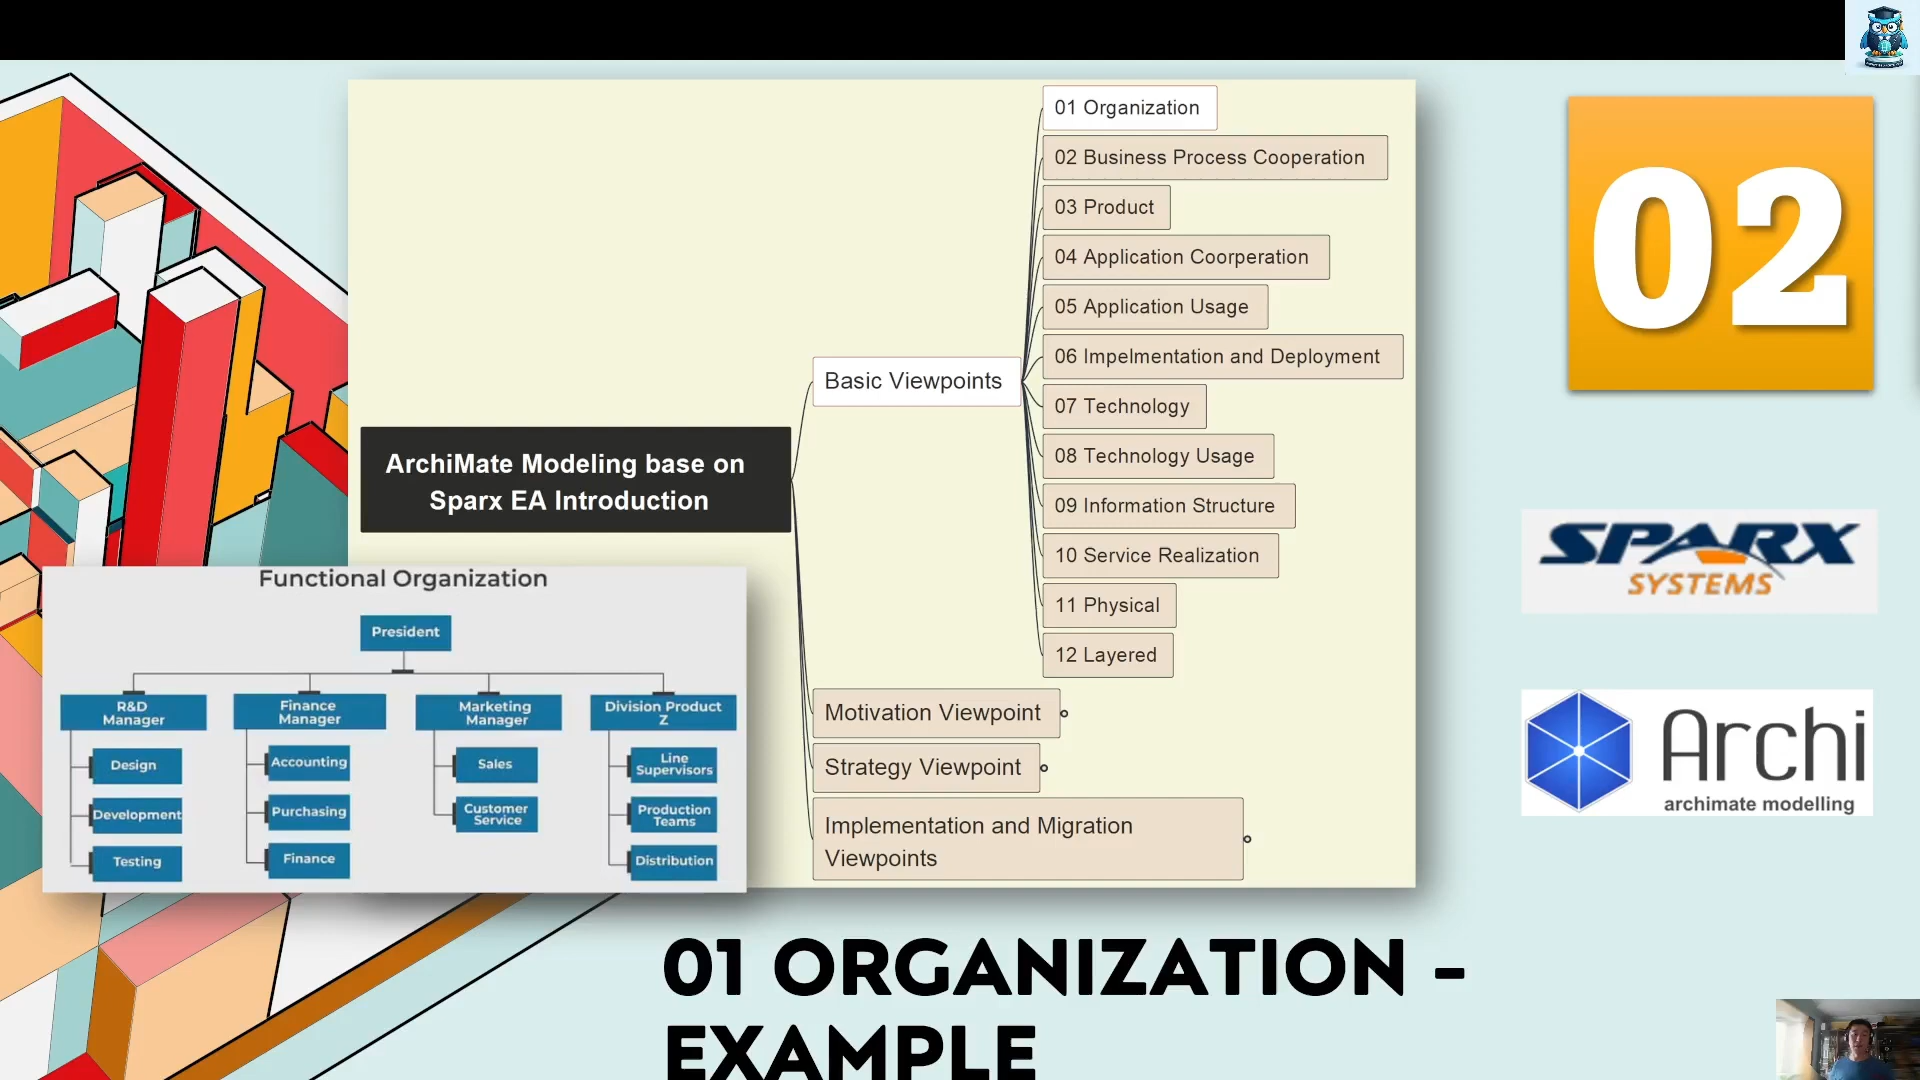 01 Organization
02 Business Process Cooperation
03 Product
04 Application Coorperation
05 Application Usage
06 Impelmentation and Deployment
07 Technology
08 Technology Usage
09 Information Structure
10 Service Realization
11 Physical
12 Layered
Basic Viewpoints
ArchiMate Modeling base on
Sparx EA Introduction
Motivation Viewpoint
Strategy Viewpoint
Implementation and Migration
Viewpoints
Functional Organization
President
R&D
Manager
Design
Development
Testing
Finance
Manager
Accounting
Purchasing
Finance
Marketing
Manager
Sales
Customer
Service
Division Product
Z
Line
Supervisors
Production
Teams
Distribution
02
SPARX
SYSTEMS
Archi
archimate modelling
01 ORGANIZATION -
EXAMPLE